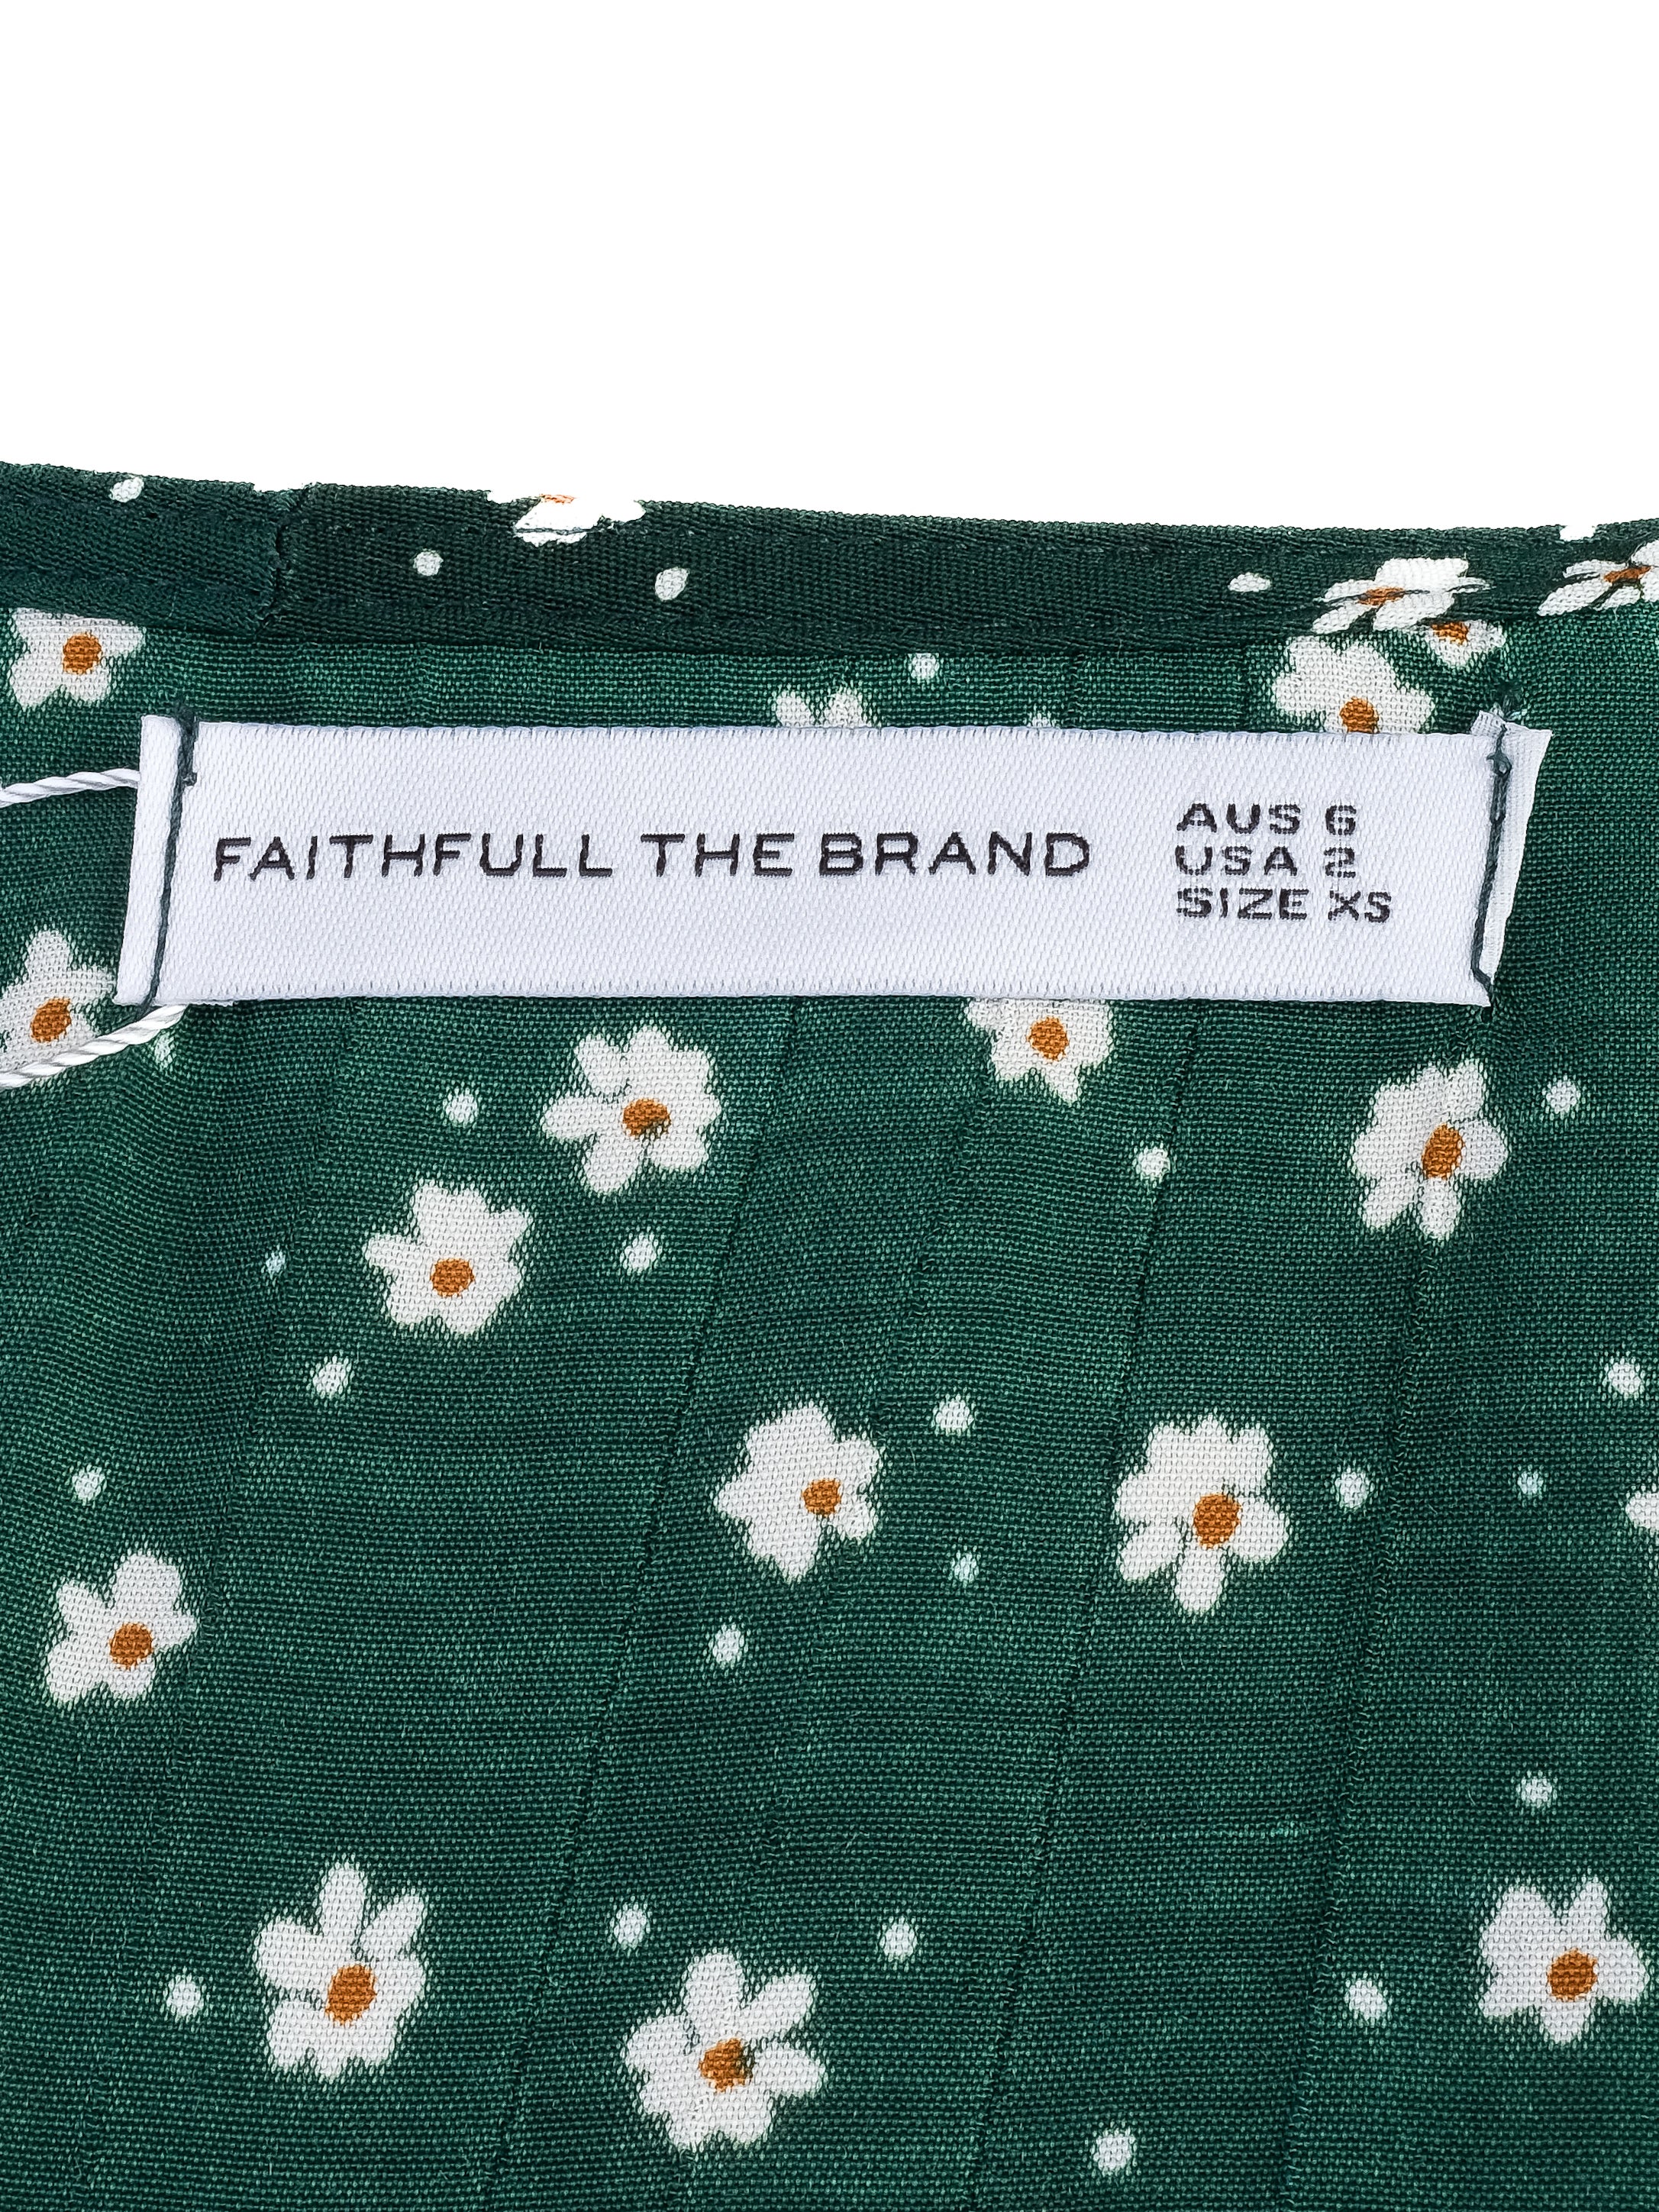 FAITHFULL THE BRAND
AUS 6
USA 2
SIZE XS